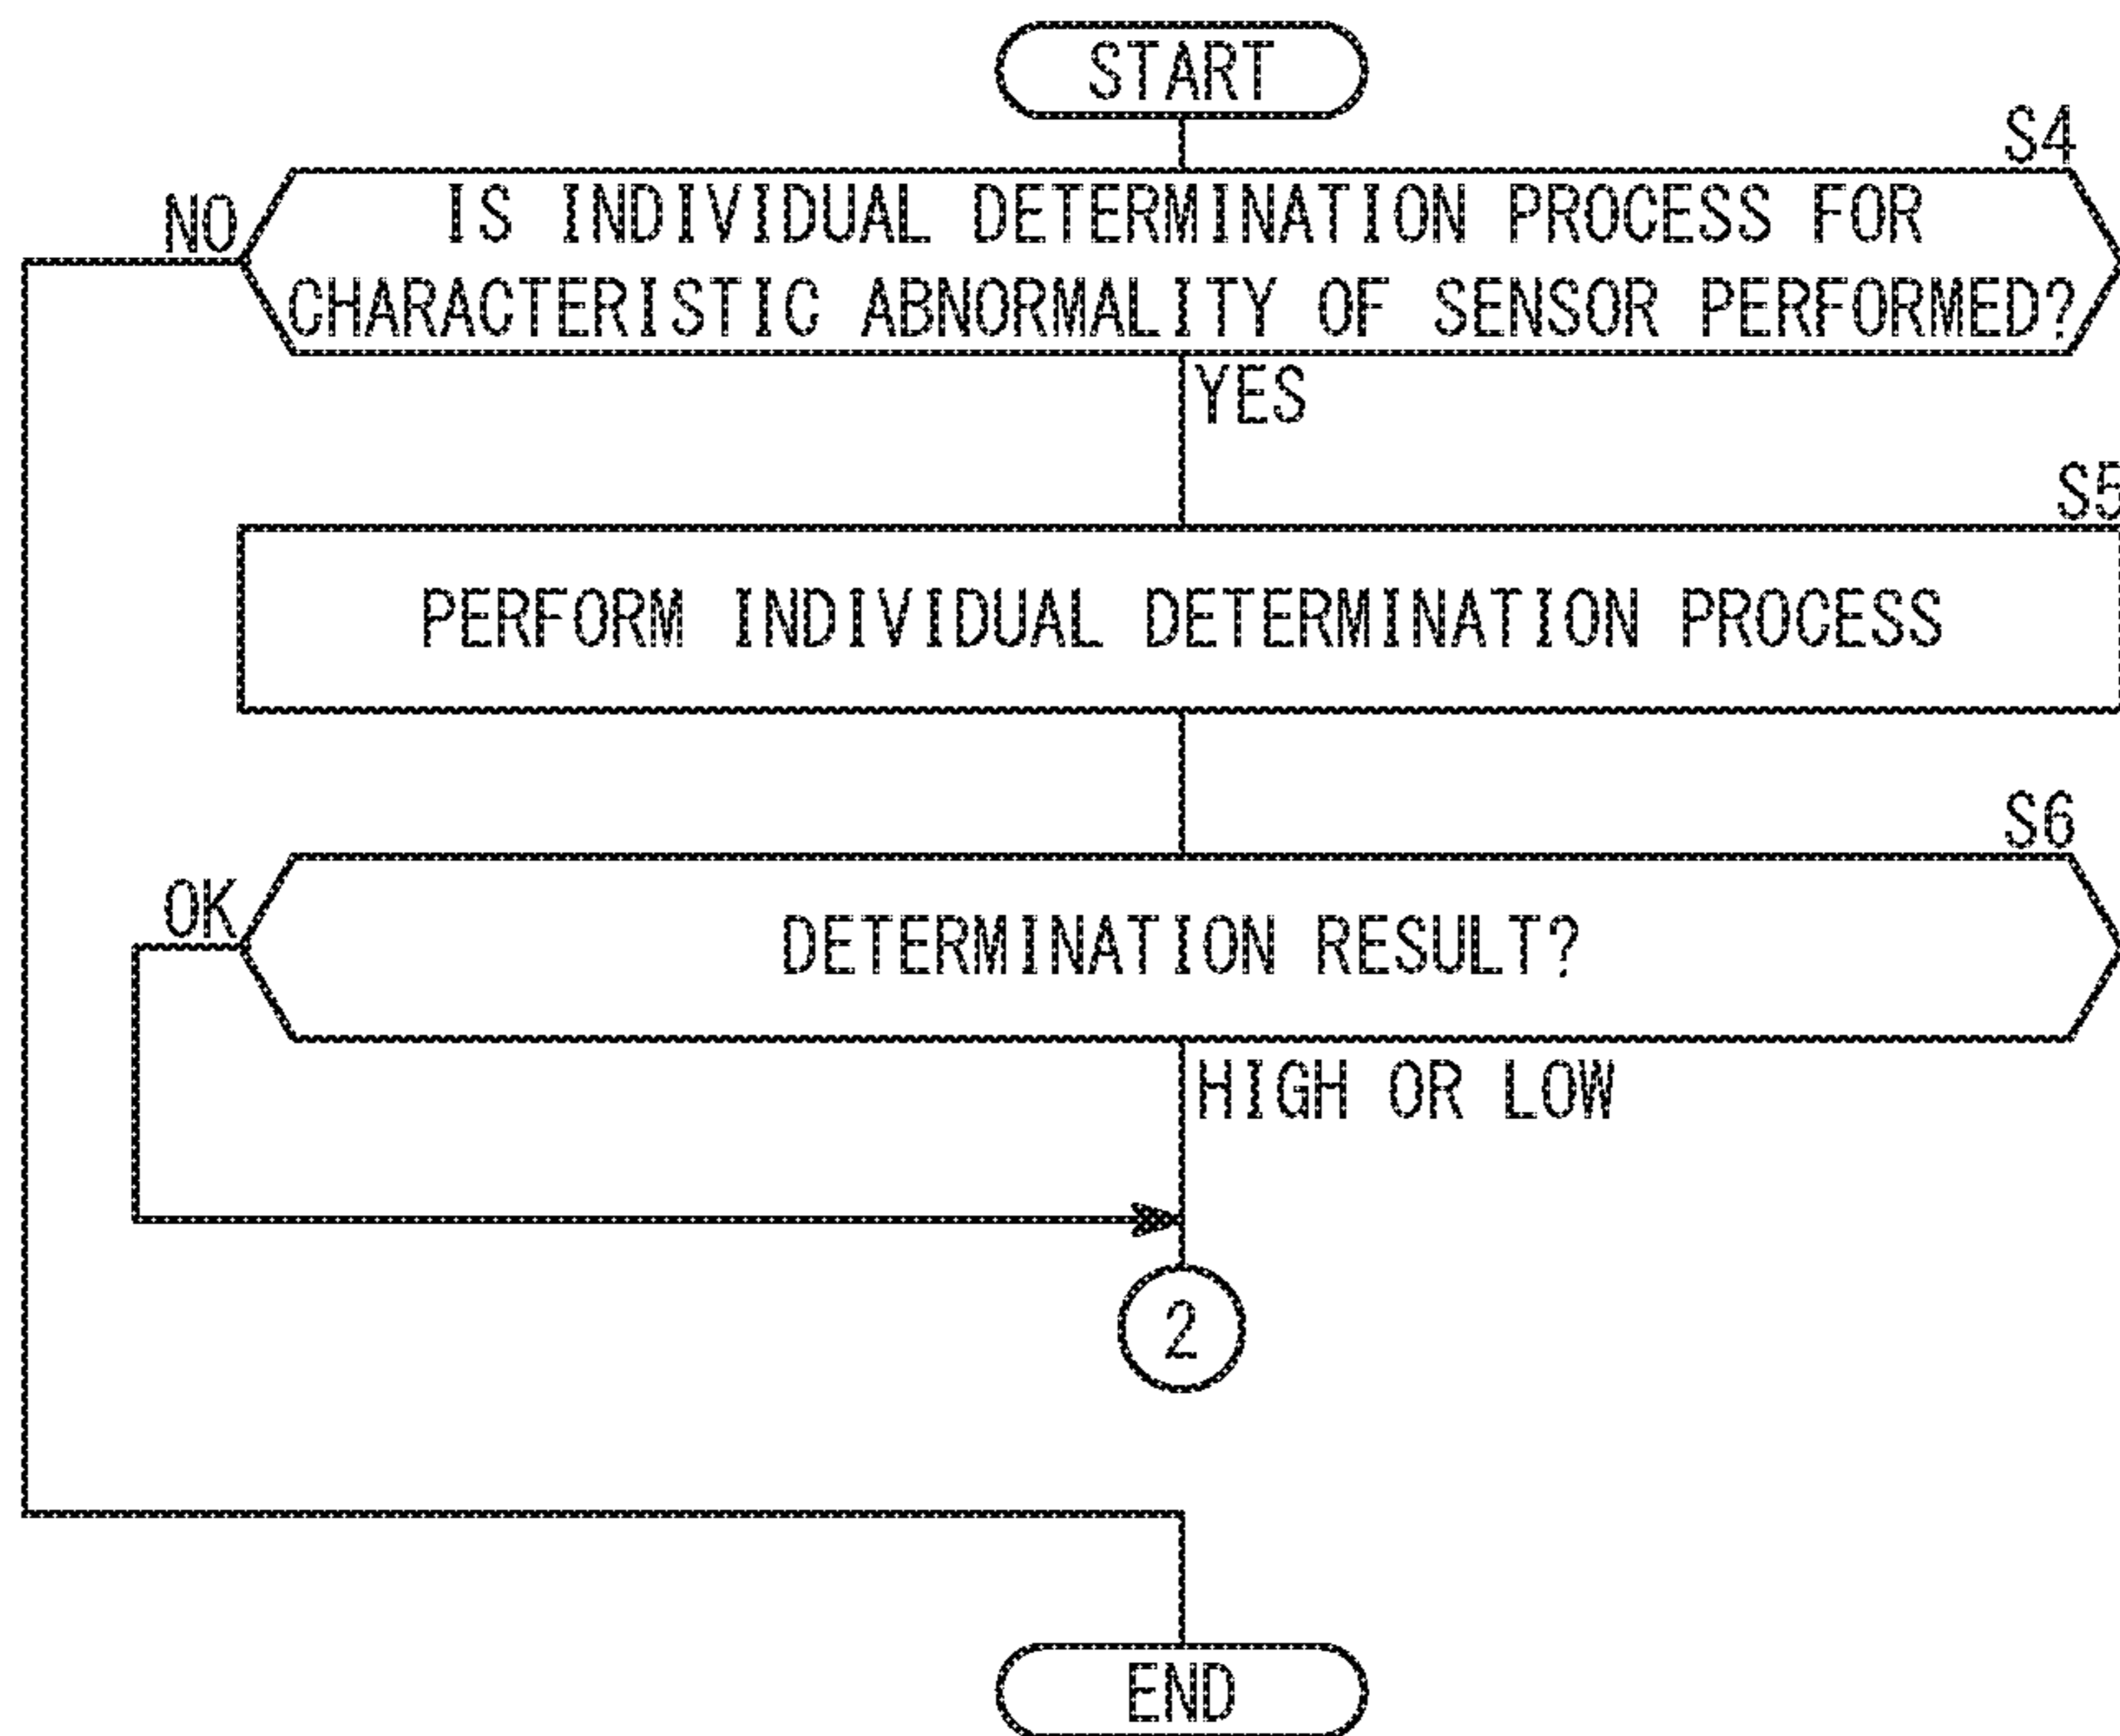 START
S4
NO
IS INDIVIDUAL DETERMINATION PROCESS FOR
CHARACTERISTIC ABNORMALITY OF SENSOR PERFORMED?
YES
S5
PERFORM INDIVIDUAL DETERMINATION PROCESS
S6
OK
DETERMINATION RESULT?
HIGH OR LOW
2
END